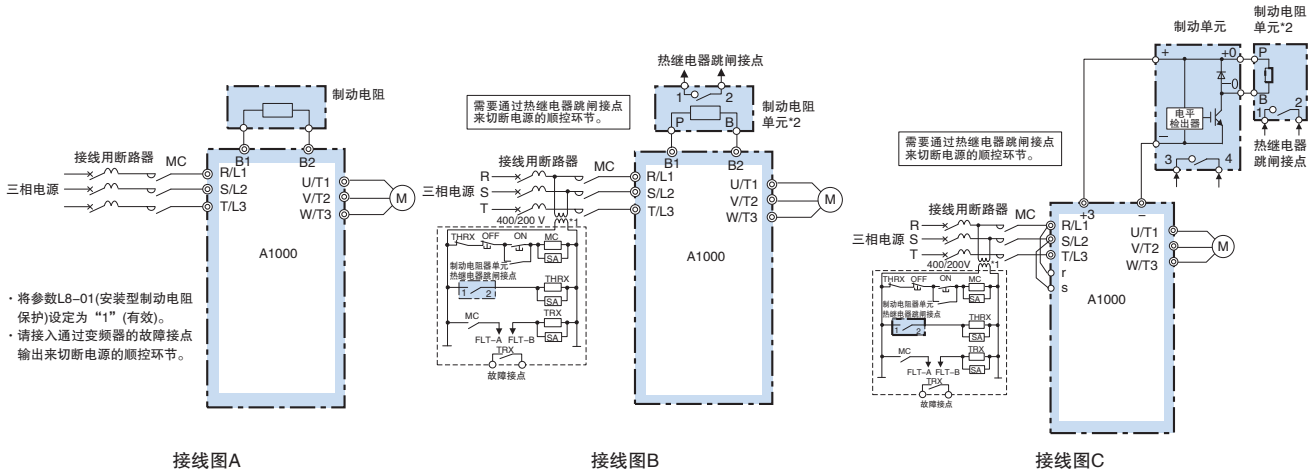 制动电阻
B1
B2
接线用断路器
MC
三相电源
R/L1
S/L2
T/L3
U/T1
V/T2
W/T3
M
A1000
・将参数L8-01(安装型制动电阻
保护)设定为“1”(有效)。
・请接入通过变频器的故障接点
输出来切断电源的顺控环节。
接线图A
热继电器跳闸接点
1
2
需要通过热继电器跳闸接点
来切断电源的顺控环节。
P
B
制动电阻
单元*2
B1
B2
接线用断路器
MC
三相电源
R
S
T
R/L1
S/L2
T/L3
U/T1
V/T2
W/T3
M
400/200 V
*1
A1000
THRX
OFF
ON
MC
SA
制动电阻器单元
热继电器跳闸接点
1
2
THRX
SA
MC
TRX
SA
FLT-A
FLT-B
TRX
故障接点
接线图B
制动单元
制动电阻
单元*2
+
+0
P
-0
B
电平
检出器
−
1
2
3
4
热继电器
跳闸接点
需要通过热继电器跳闸接点
来切断电源的顺控环节。
接线用断路器
MC
三相电源
R
S
T
+3
−
R/L1
S/L2
T/L3
r
s
U/T1
V/T2
W/T3
M
400/200V
*1
A1000
THRX
OFF
ON
MC
SA
制动电阻器单元
热继电器跳闸接点
1
2
THRX
SA
MC
TRX
SA
FLT-A
FLT-B
TRX
故障接点
接线图C